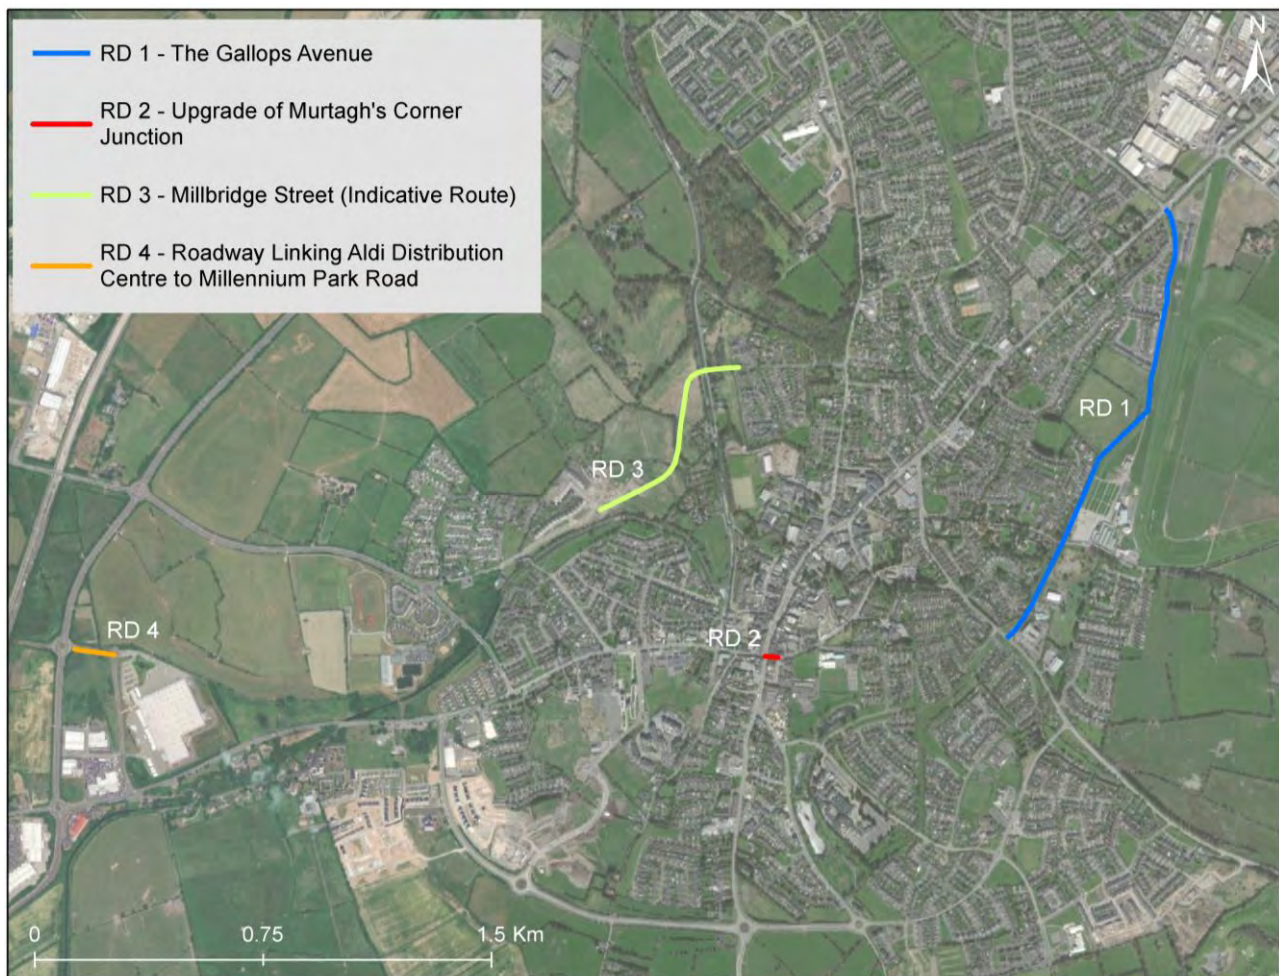 RD 1 - The Gallops Avenue
RD 2 - Upgrade of Murtagh's Corner
Junction
RD 3 - Millbridge Street (Indicative Route)
RD 4 - Roadway Linking Aldi Distribution
Centre to Millennium Park Road
N
RD 1
RD 3
RD 4
RD 2
0 0.75 1.5 Km